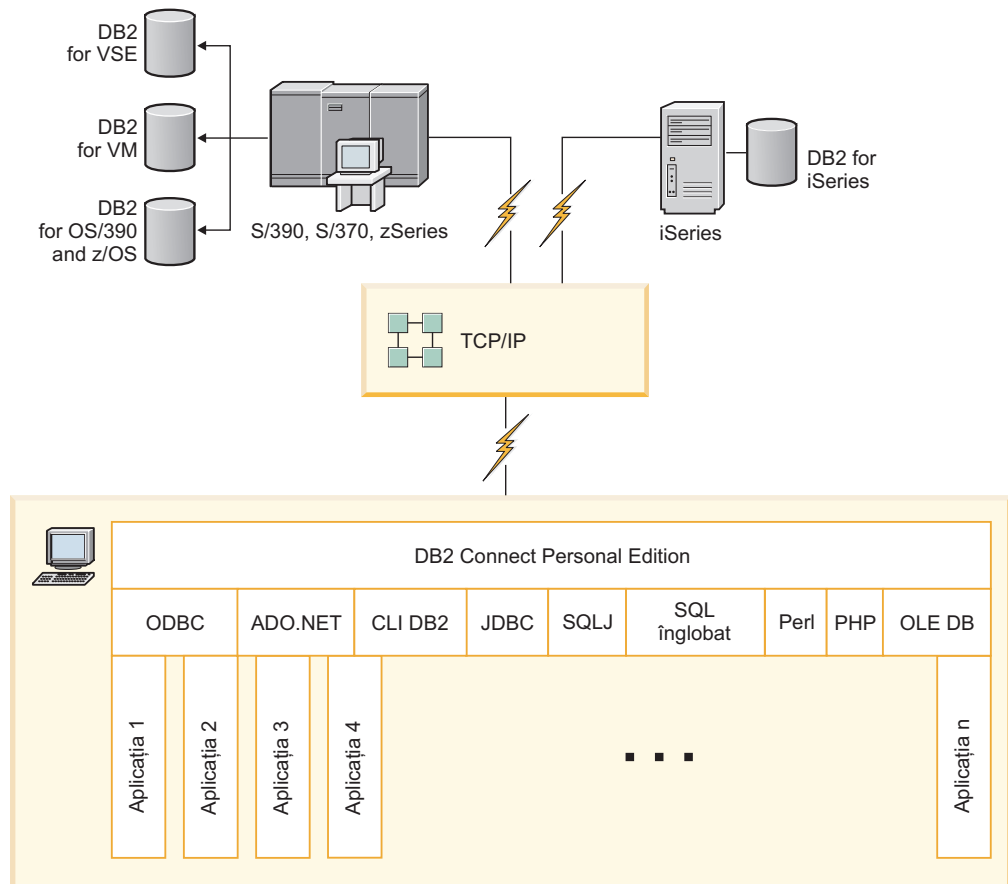 DB2
for VSE
DB2
for VM
DB2
for OS/390
and z/OS
S/390, S/370, zSeries
iSeries
DB2 for
iSeries
TCP/IP
DB2 Connect Personal Edition
ODBC
ADO.NET
CLI DB2
JDBC
SQLJ
SQL
înglobat
Perl
PHP
OLE DB
Aplicația 1
Aplicația 2
Aplicația 3
Aplicația 4
. . .
Aplicația n